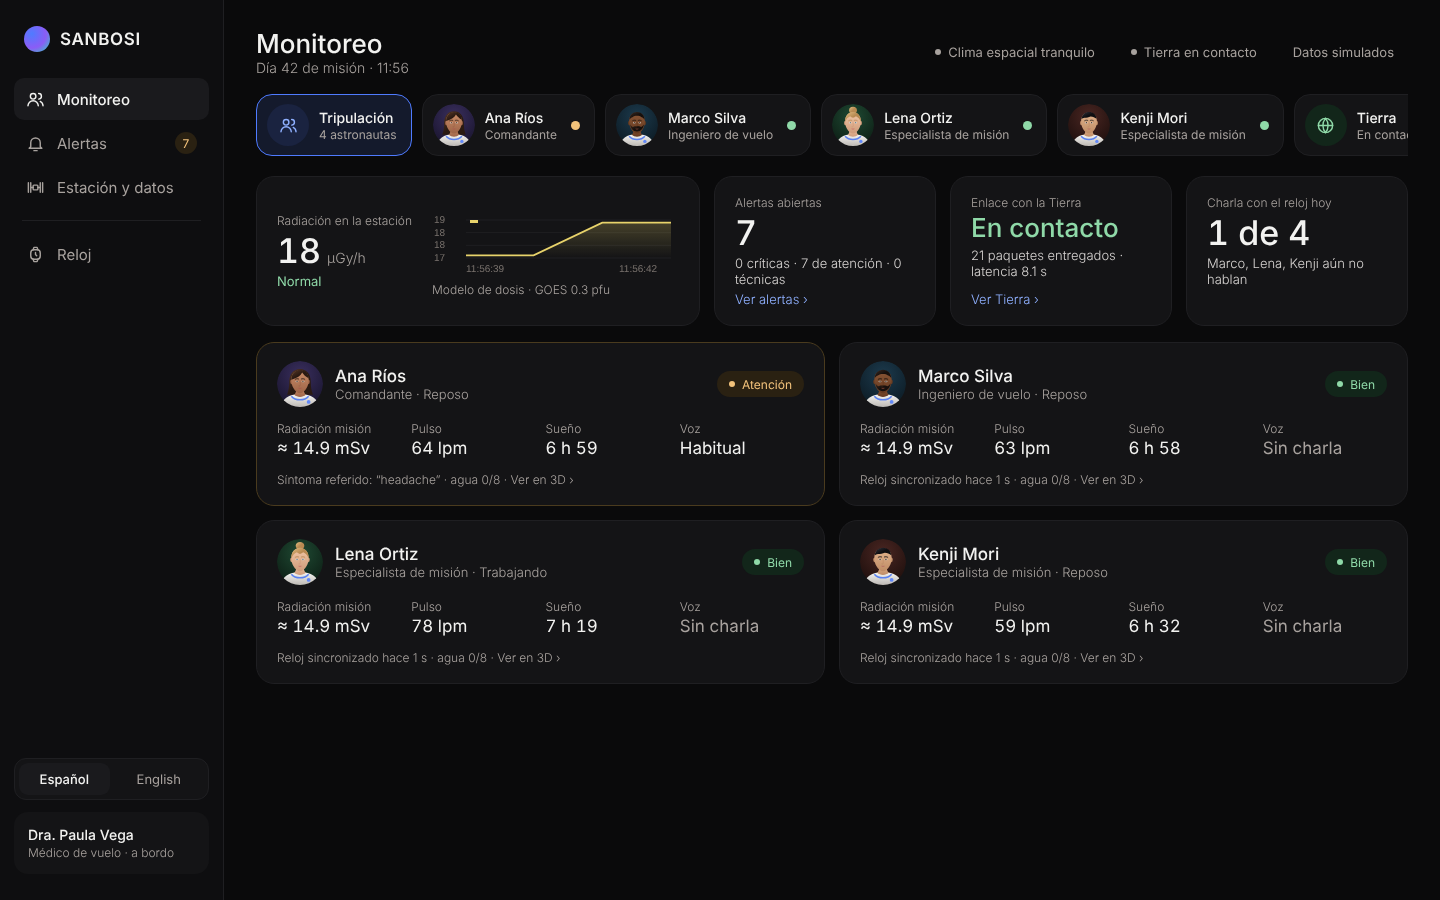 SANBOSI
Monitoreo
Alertas
7
Estación y datos
Reloj
Español
English
Dra. Paula Vega
Médico de vuelo · a bordo
Monitoreo
Día 42 de misión · 11:56
Clima espacial tranquilo
Tierra en contacto
Datos simulados
Tripulación
4 astronautas
Ana Ríos
Comandante
Marco Silva
Ingeniero de vuelo
Lena Ortiz
Especialista de misión
Kenji Mori
Especialista de misión
Tierra
En contac
Radiación en la estación
18 µGy/h
Normal
19
18
18
17
11:56:39
11:56:42
Modelo de dosis · GOES 0.3 pfu
Alertas abiertas
7
0 críticas · 7 de atención · 0
técnicas
Ver alertas ›
Enlace con la Tierra
En contacto
21 paquetes entregados ·
latencia 8.1 s
Ver Tierra ›
Charla con el reloj hoy
1 de 4
Marco, Lena, Kenji aún no
hablan
Ana Ríos
Comandante · Reposo
Atención
Radiación misión
≈ 14.9 mSv
Pulso
64 lpm
Sueño
6 h 59
Voz
Habitual
Síntoma referido: "headache" · agua 0/8 · Ver en 3D ›
Marco Silva
Ingeniero de vuelo · Reposo
Bien
Radiación misión
≈ 14.9 mSv
Pulso
63 lpm
Sueño
6 h 58
Voz
Sin charla
Reloj sincronizado hace 1 s · agua 0/8 · Ver en 3D ›
Lena Ortiz
Especialista de misión · Trabajando
Bien
Radiación misión
≈ 14.9 mSv
Pulso
78 lpm
Sueño
7 h 19
Voz
Sin charla
Reloj sincronizado hace 1 s · agua 0/8 · Ver en 3D ›
Kenji Mori
Especialista de misión · Reposo
Bien
Radiación misión
≈ 14.9 mSv
Pulso
59 lpm
Sueño
6 h 32
Voz
Sin charla
Reloj sincronizado hace 1 s · agua 0/8 · Ver en 3D ›